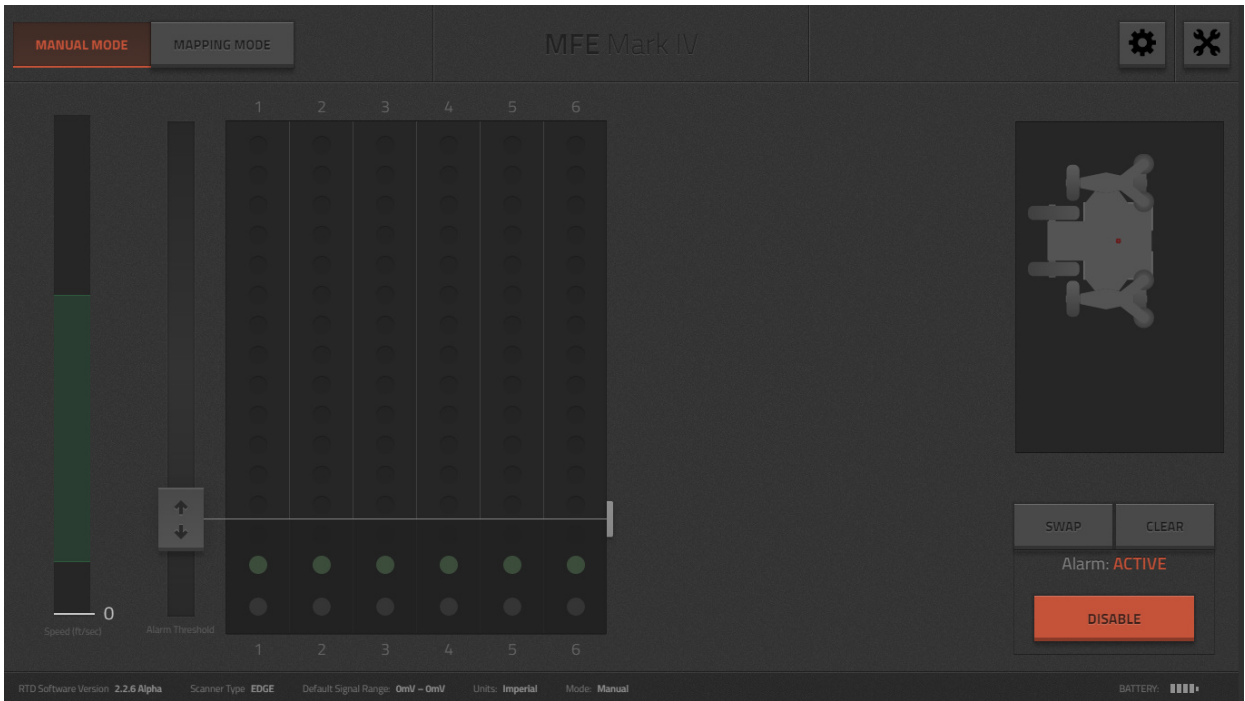 MANUAL MODE MAPPING MODE MFE Mark IV
1 2 3 4 5 6
SWAP CLEAR
Alarm: ACTIVE
0
DISABLE
Speed (ft/sec) Alarm Threshold
1 2 3 4 5 6
RTD Software Version 2.2.6 Alpha Scanner Type EDGE Default Signal Range: 0mV – 0mV Units: Imperial Mode: Manual BATTERY: